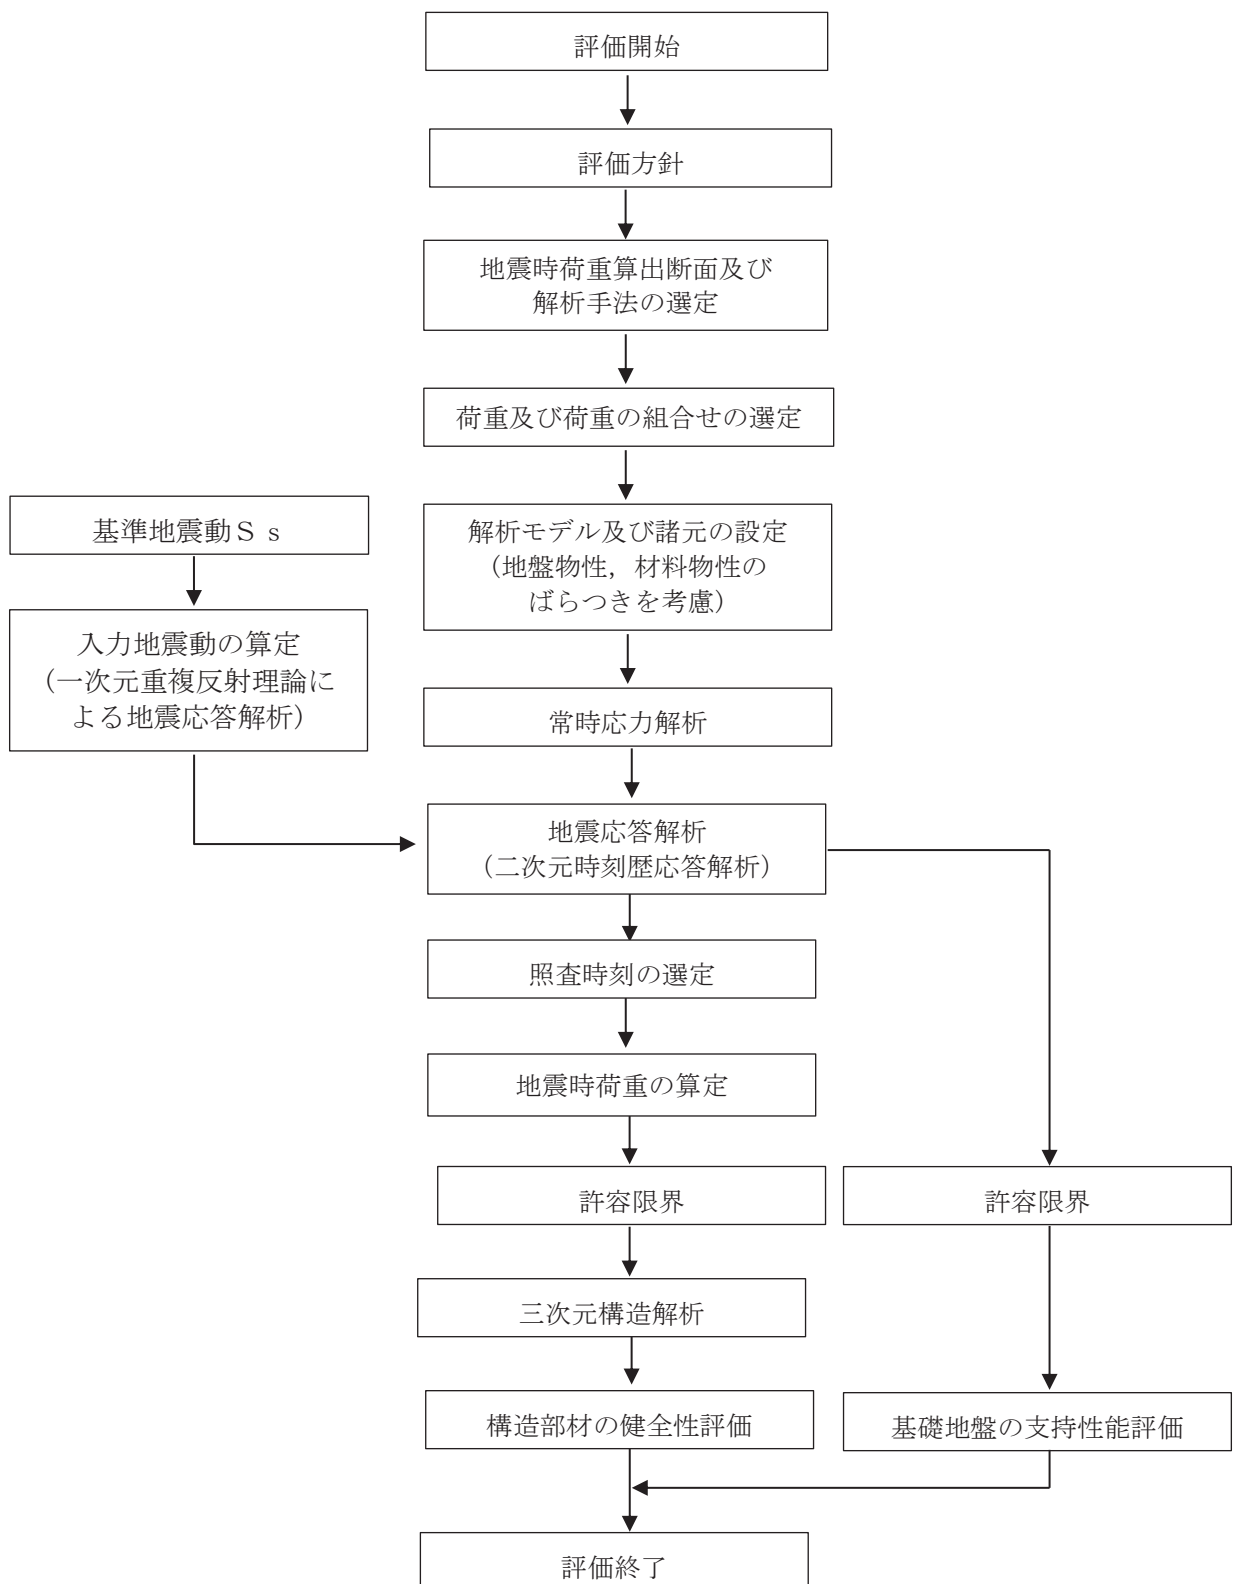 評価開始
評価方針
地震時荷重算出断面及び
解析手法の選定
荷重及び荷重の組合せの選定
基準地震動Ｓｓ
解析モデル及び諸元の設定
（地盤物性，材料物性の
ばらつきを考慮）
入力地震動の算定
（一次元重複反射理論に
よる地震応答解析）
常時応力解析
地震応答解析
（二次元時刻歴応答解析）
照査時刻の選定
地震時荷重の算定
許容限界
許容限界
三次元構造解析
構造部材の健全性評価
基礎地盤の支持性能評価
評価終了